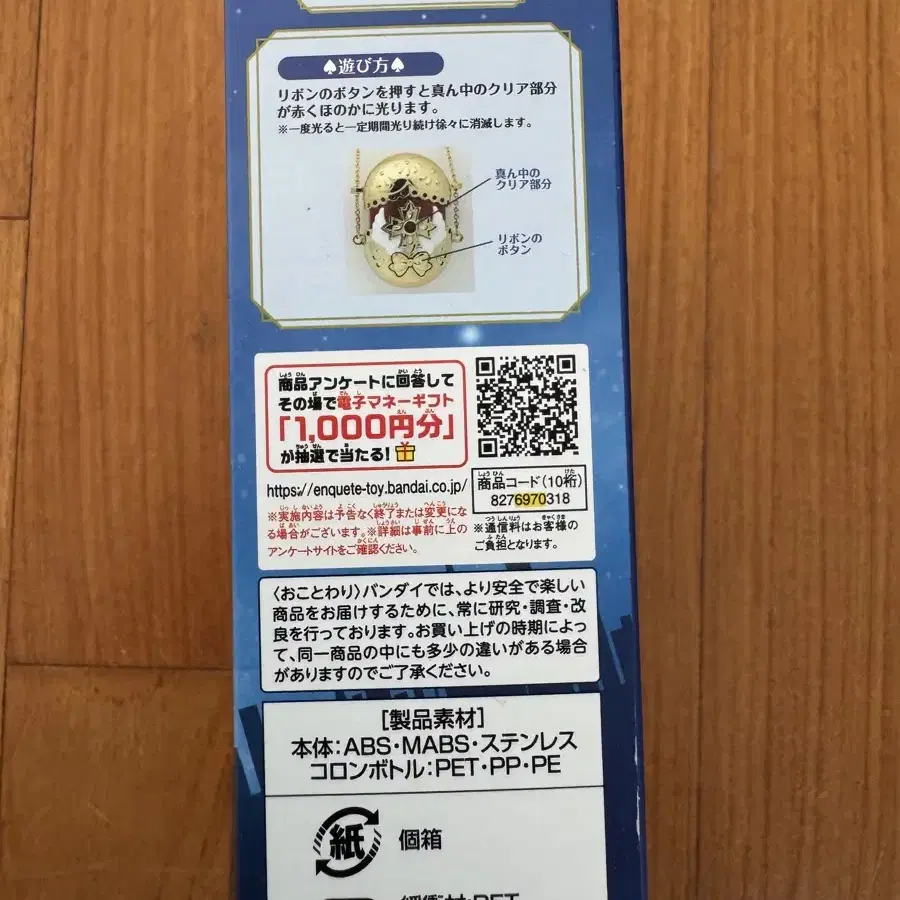 ♠遊び方♠
リボンのボタンを押すと真ん中のクリア部分
が赤くほのかに光ります。
※一度光ると一定期間光り続け徐々に消滅します。
真ん中の
クリア部分
リボンの
ボタン
商品アンケートに回答して
その場で電子マネーギフト
「1,000円分」
が抽選で当たる!
https://enquete-toy.bandai.co.jp/
※実施内容は予告なく終了または変更にな
る場合がございます。※詳細は事前に上の
アンケートサイトをご確認ください。
商品コード(10桁)
8276970318
※通信料はお客様の
ご負担となります。
〈おことわり〉バンダイでは、より安全で楽しい
商品をお届けするために、常に研究・調査・改
良を行っております。お買い上げの時期によっ
て、同一商品の中にも多少の違いがある場合
がありますのでご了承ください。
[製品素材]
本体:ABS・MABS・ステンレス
コロンボトル:PET・PP・PE
紙 個箱